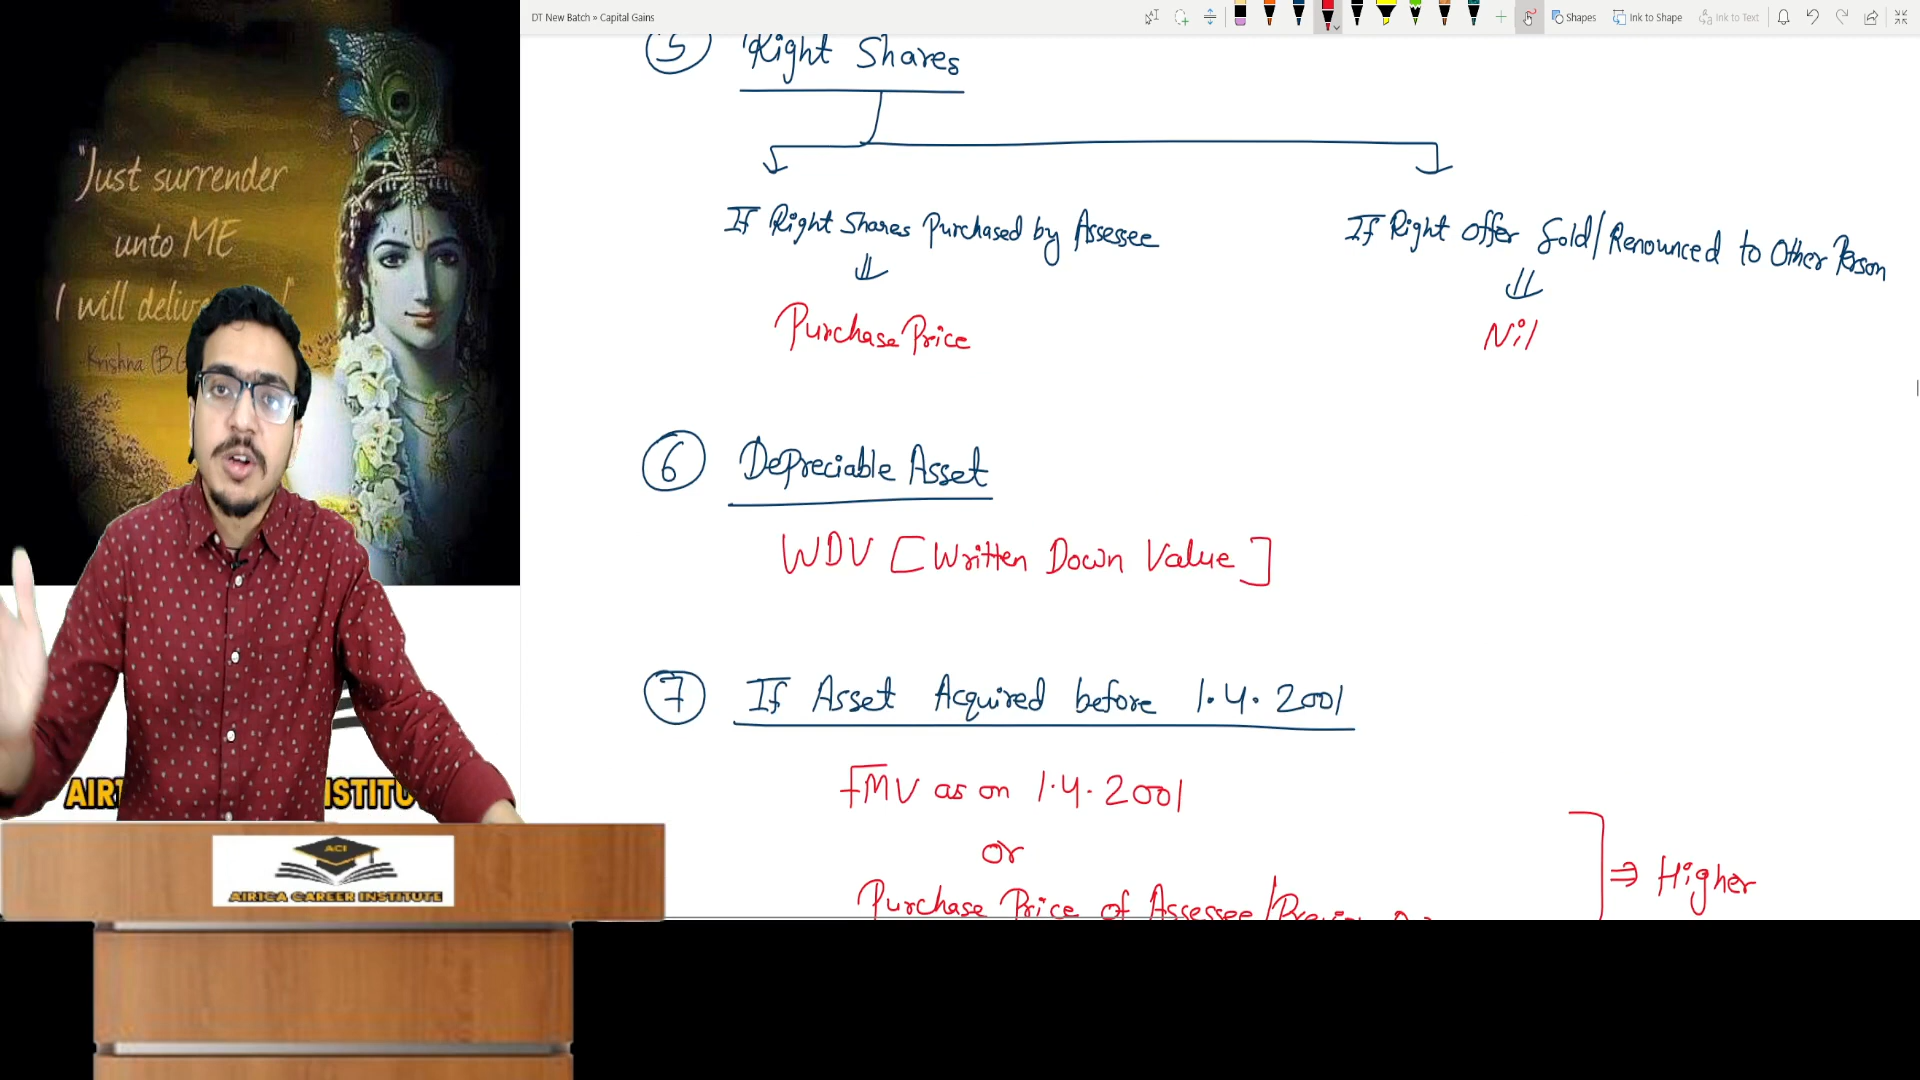 DT New Batch » Capital Gains
Shapes
Ink to Shape
Ink to Text
"Just surrender
unto ME
I will deliver
Krishna (B.G
5 Right Shares
If Right Shares Purchased by Assessee
Purchase Price
If Right Offer Sold/Renounced to Other Person
Nil
6 Depreciable Asset
WDV [Written Down Value]
7 If Asset Acquired before 1.4.2001
FMV as on 1.4.2001
or
Purchase Price of Assessee/
⇒ Higher
ISTITU
ACI
AIRICA CAREER INSTITUTE